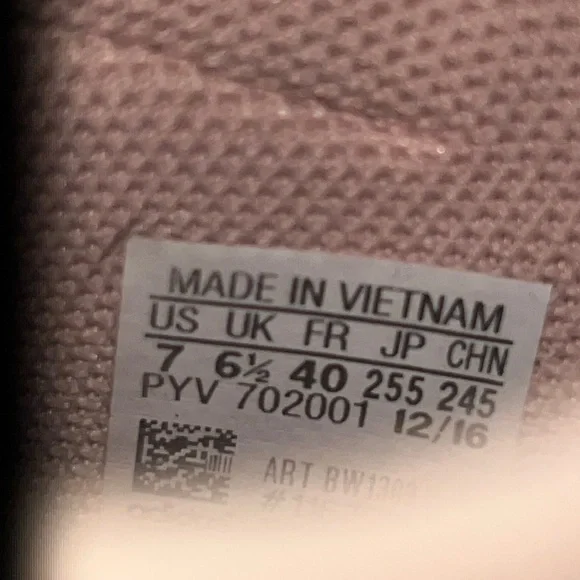 MADE IN VIETNAM
US UK FR JP CHN
7 6½ 40 255 245
PYV 702001 12/16
ART